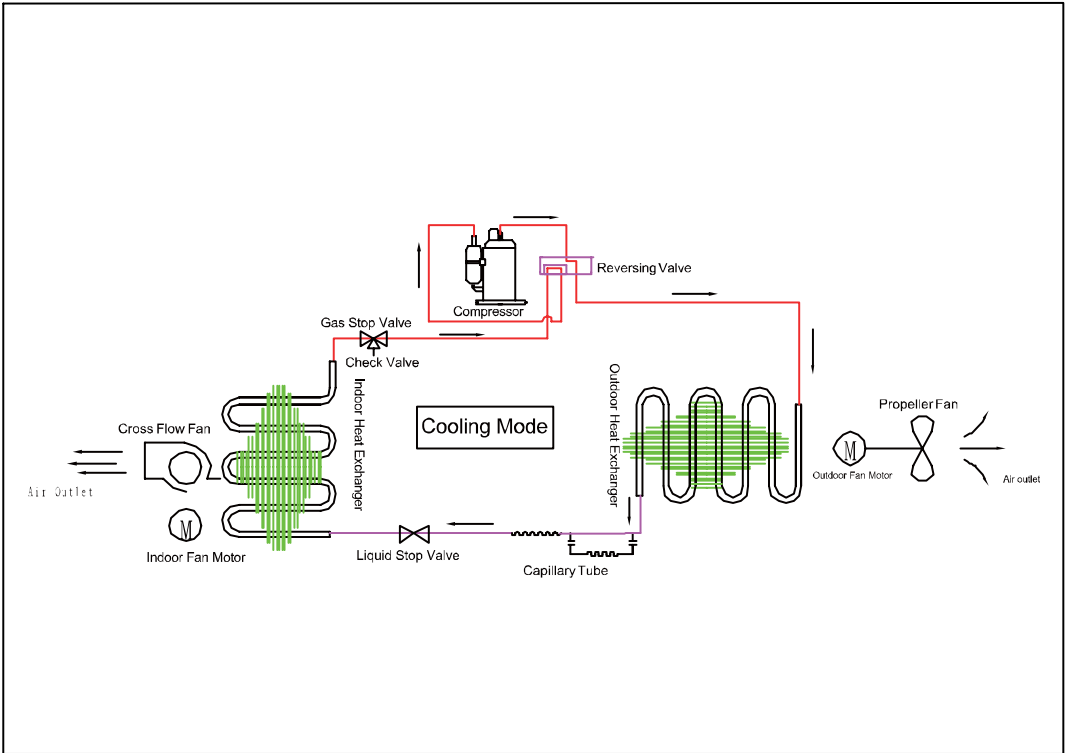 Reversing Valve
Compressor
Gas Stop Valve
Check Valve
Indoor Heat Exchanger
Outdoor Heat Exchanger
Cooling Mode
Propeller Fan
Cross Flow Fan
M
Outdoor Fan Motor
Air outlet
Air Outlet
M
Indoor Fan Motor
Liquid Stop Valve
Capillary Tube